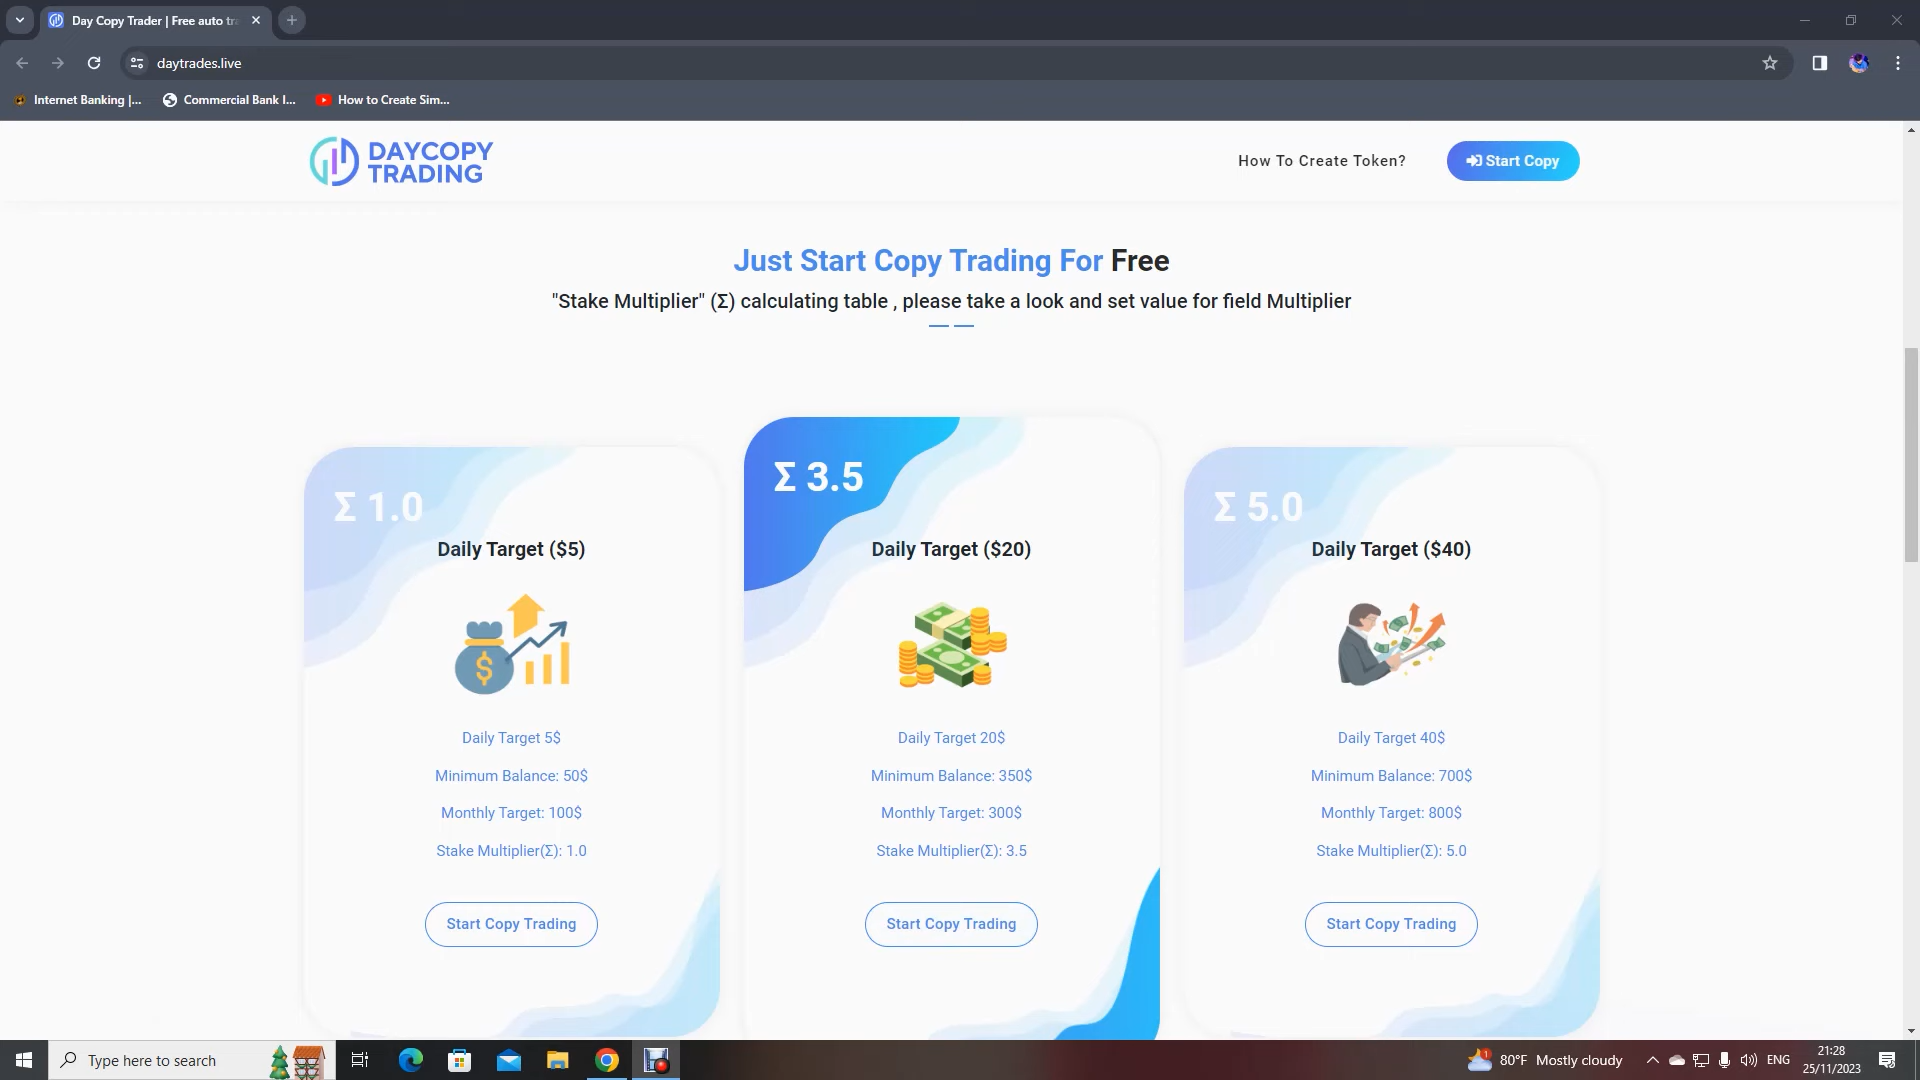 Day Copy Trader | Free auto tra
daytrades.live
Internet Banking |...
Commercial Bank I...
How to Create Sim...
DAYCOPY
TRADING
How To Create Token?
Start Copy
Just Start Copy Trading For Free
"Stake Multiplier" (Σ) calculating table , please take a look and set value for field Multiplier
Σ 1.0
Daily Target ($5)
Daily Target 5$
Minimum Balance: 50$
Monthly Target: 100$
Stake Multiplier(Σ): 1.0
Start Copy Trading
Σ 3.5
Daily Target ($20)
Daily Target 20$
Minimum Balance: 350$
Monthly Target: 300$
Stake Multiplier(Σ): 3.5
Start Copy Trading
Σ 5.0
Daily Target ($40)
Daily Target 40$
Minimum Balance: 700$
Monthly Target: 800$
Stake Multiplier(Σ): 5.0
Start Copy Trading
Type here to search
1
80°F Mostly cloudy
ENG
21:28
25/11/2023